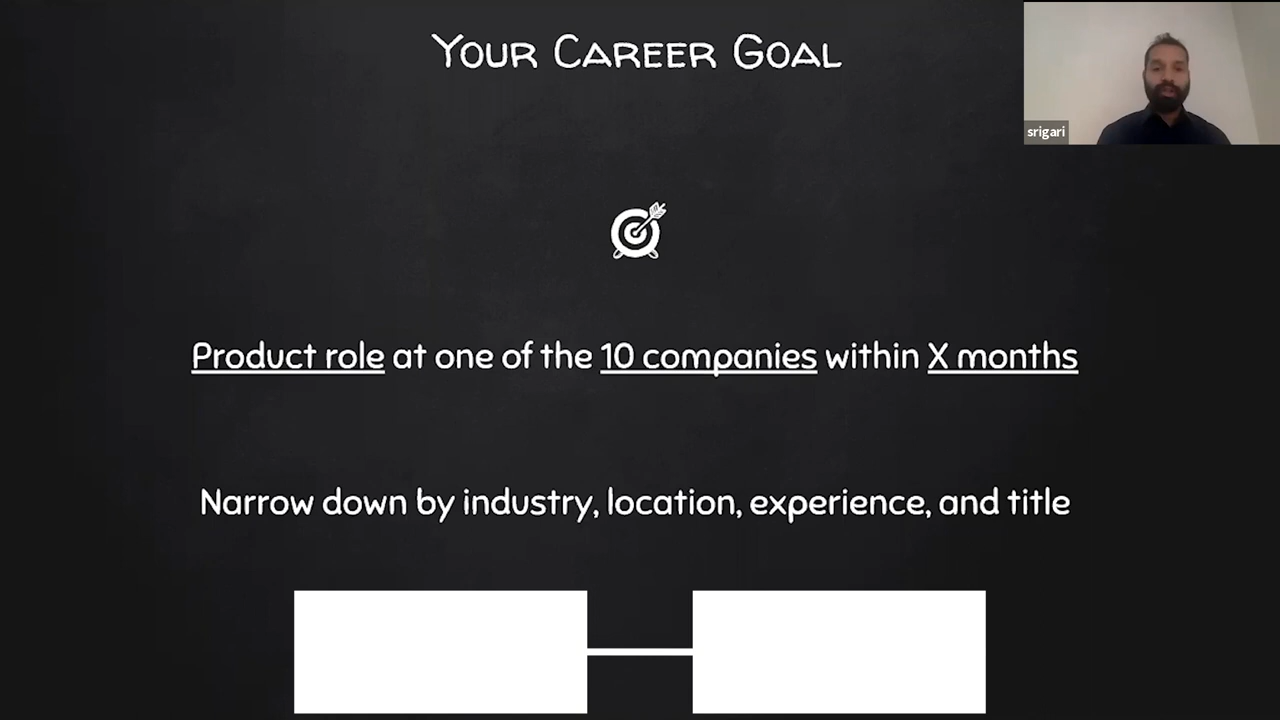 Your Career Goal
srigari
Product role at one of the 10 companies within X months
Narrow down by industry, location, experience, and title